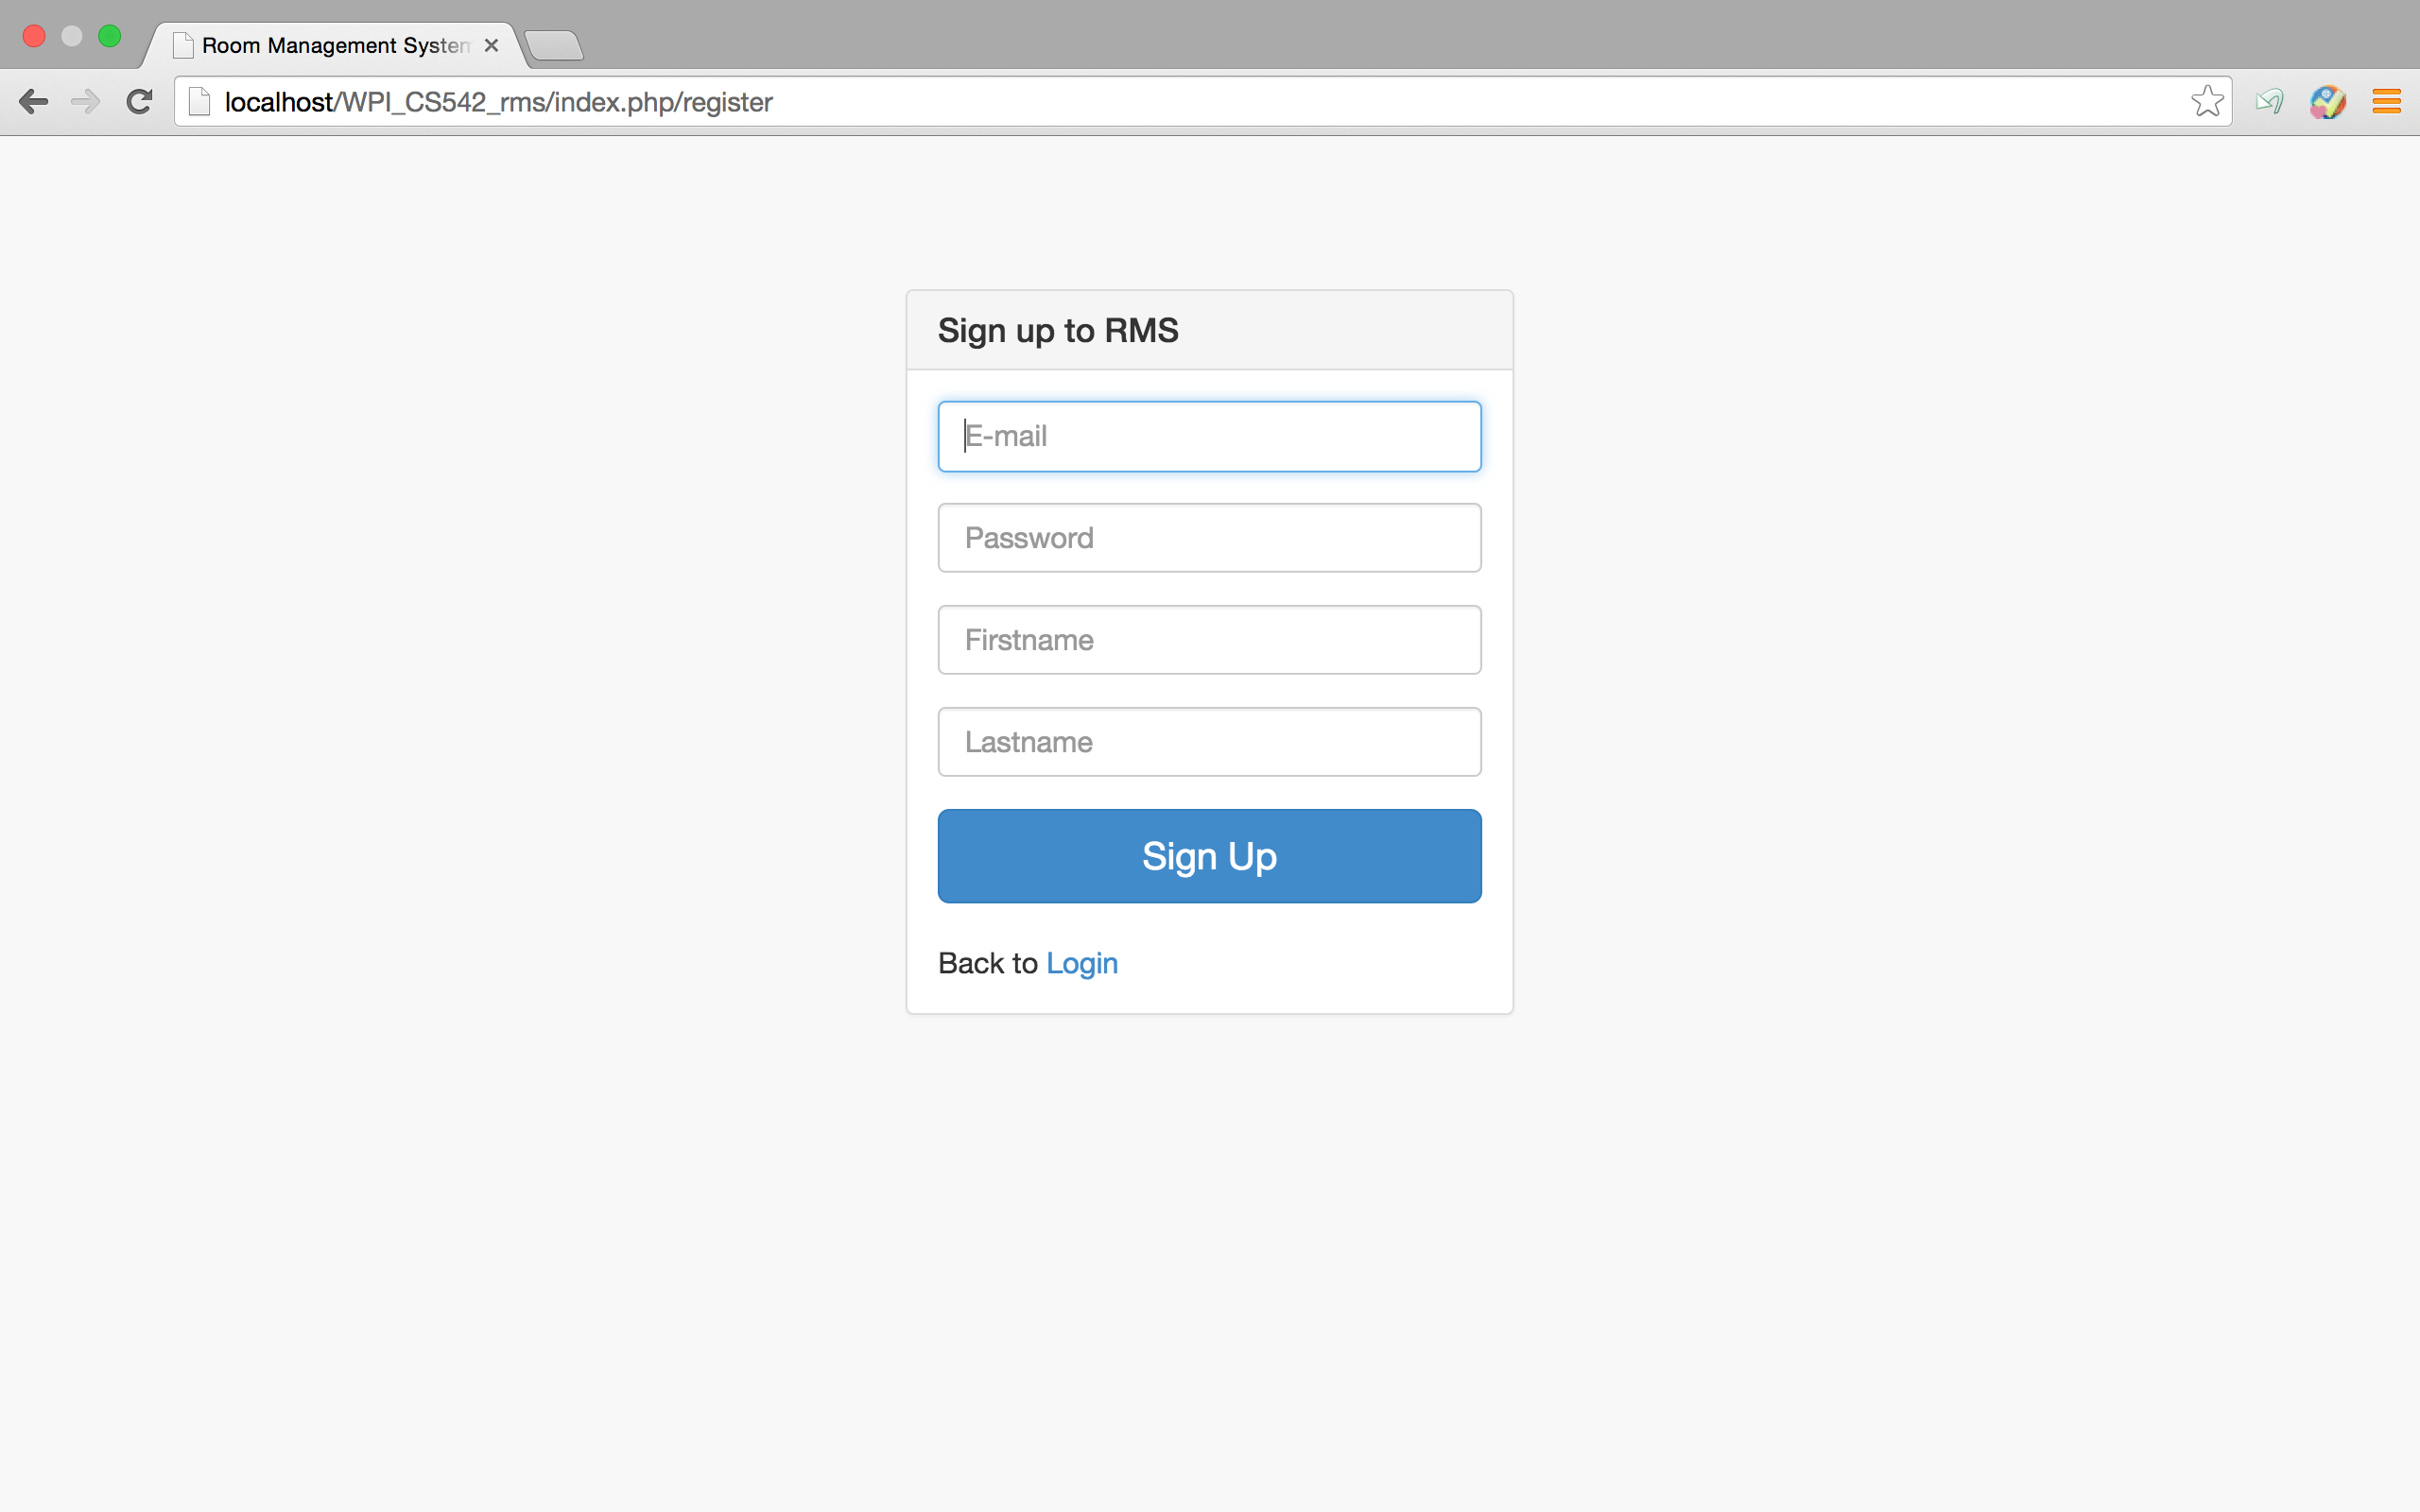 Room Management System
localhost/WPI_CS542_rms/index.php/register
Sign up to RMS
E-mail
Password
Firstname
Lastname
Sign Up
Back to Login